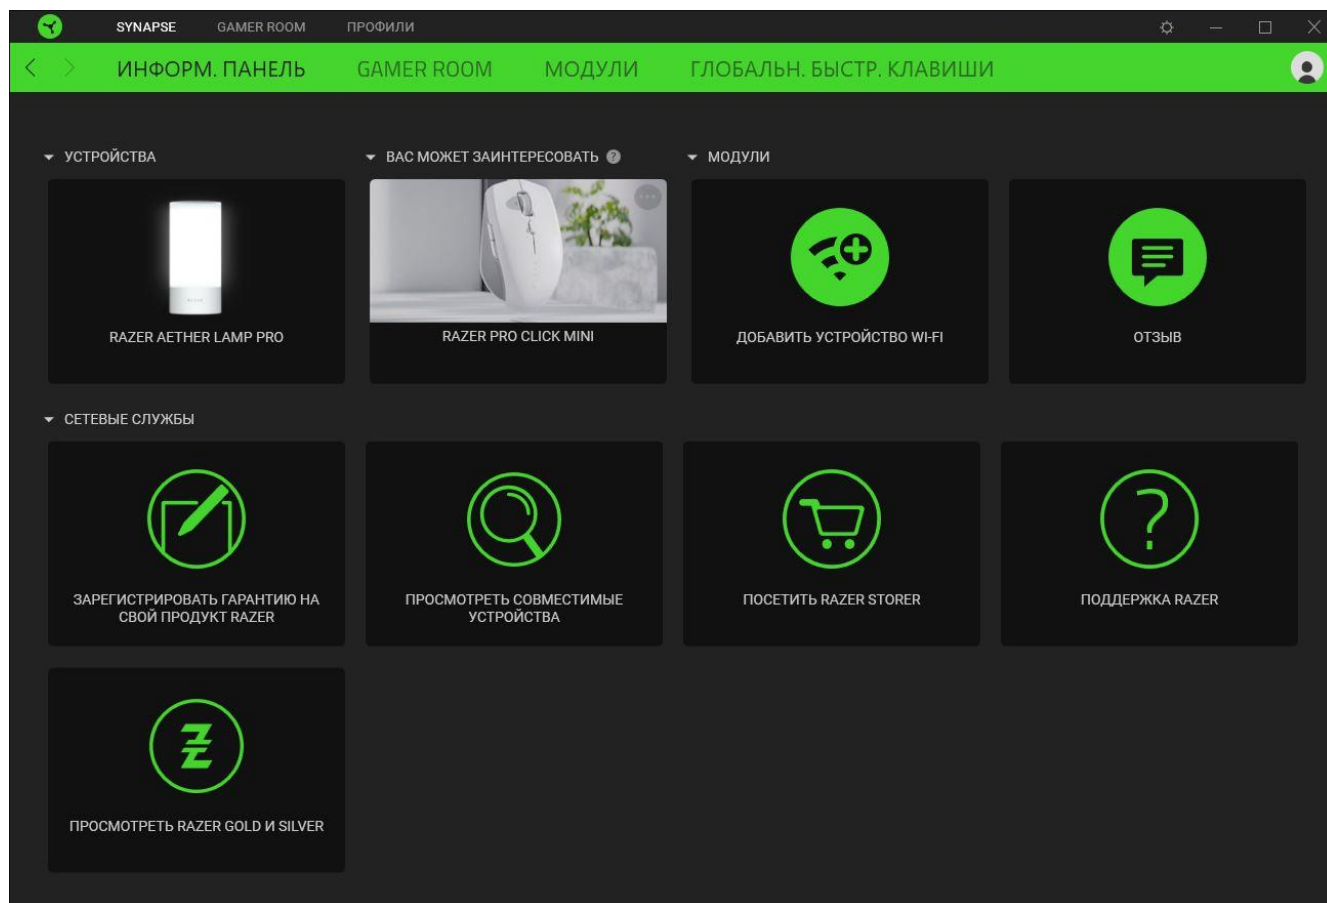 SYNAPSE GAMER ROOM ПРОФИЛИ
ИНФОРМ. ПАНЕЛЬ GAMER ROOM МОДУЛИ ГЛОБАЛЬН. БЫСТР. КЛАВИШИ
УСТРОЙСТВА
ВАС МОЖЕТ ЗАИНТЕРЕСОВАТЬ ?
МОДУЛИ
RAZER AETHER LAMP PRO
RAZER PRO CLICK MINI
ДОБАВИТЬ УСТРОЙСТВО WI-FI
ОТЗЫВ
СЕТЕВЫЕ СЛУЖБЫ
ЗАРЕГИСТРИРОВАТЬ ГАРАНТИЮ НА
СВОЙ ПРОДУКТ RAZER
ПРОСМОТРЕТЬ СОВМЕСТИМЫЕ
УСТРОЙСТВА
ПОСЕТИТЬ RAZER STORER
ПОДДЕРЖКА RAZER
ПРОСМОТРЕТЬ RAZER GOLD И SILVER